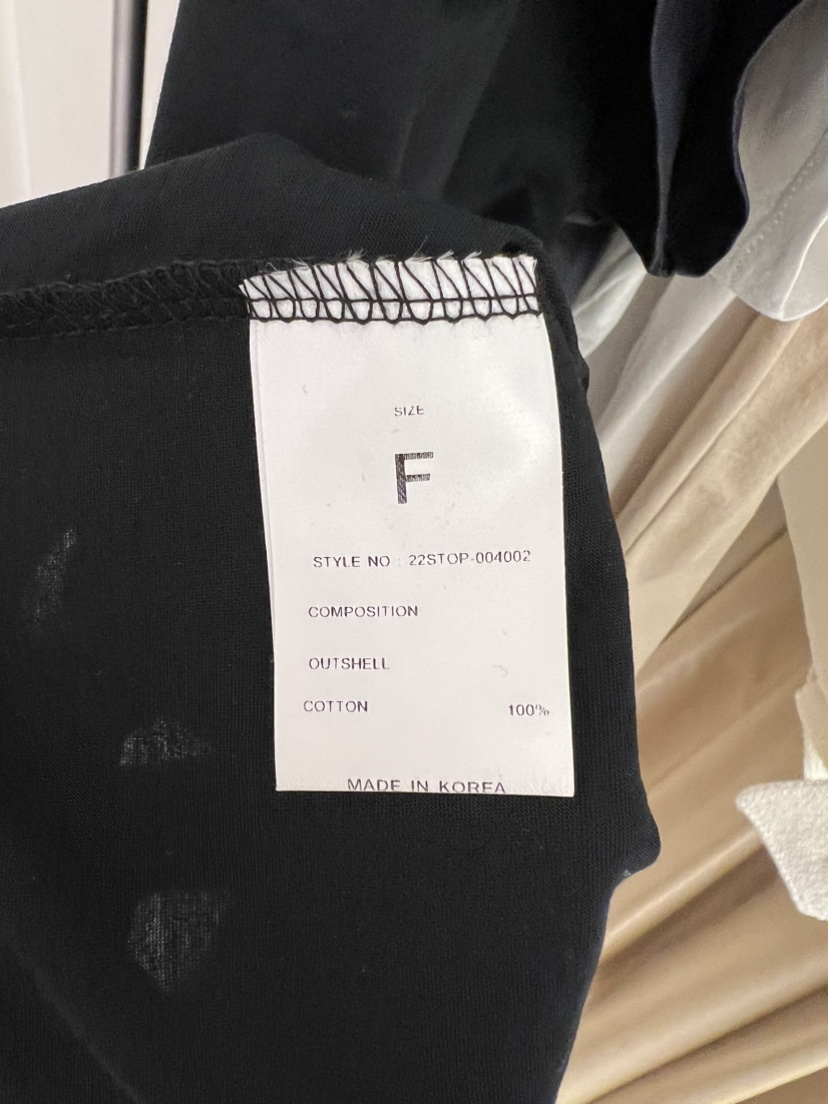 SIZE
F
STYLE NO : 22STOP-004002
COMPOSITION
OUTSHELL
COTTON 100%
MADE IN KOREA